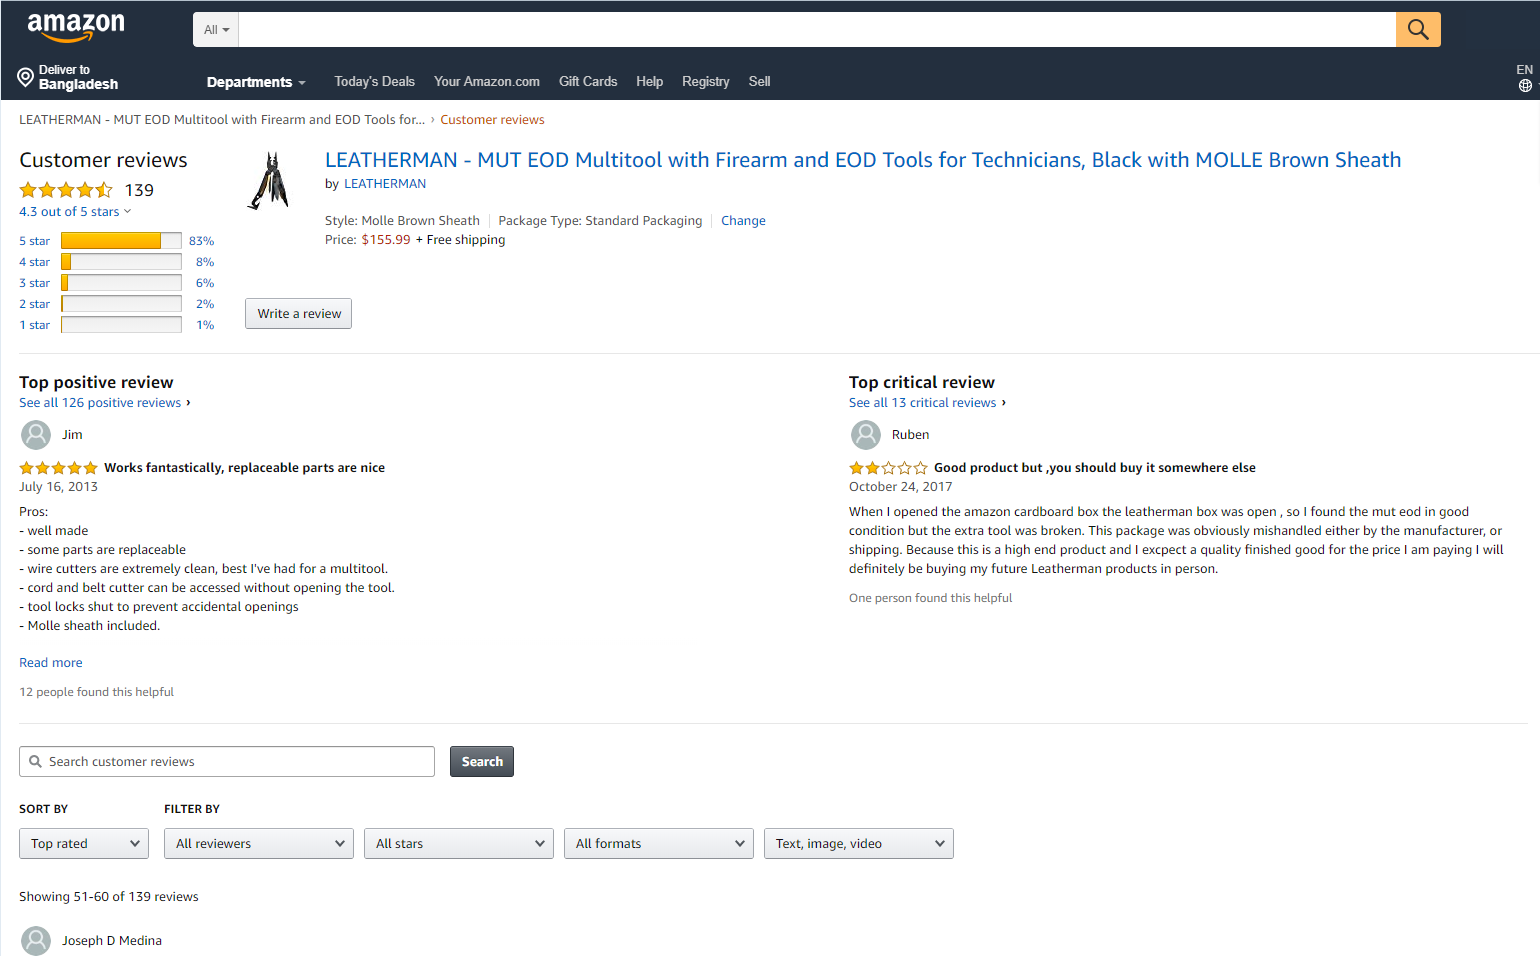 amazon
All
Deliver to
Bangladesh
Departments
Today's Deals
Your Amazon.com
Gift Cards
Help
Registry
Sell
EN
LEATHERMAN - MUT EOD Multitool with Firearm and EOD Tools for... › Customer reviews
Customer reviews
139
4.3 out of 5 stars
5 star 83%
4 star 8%
3 star 6%
2 star 2%
1 star 1%
LEATHERMAN - MUT EOD Multitool with Firearm and EOD Tools for Technicians, Black with MOLLE Brown Sheath
by LEATHERMAN
Style: Molle Brown Sheath | Package Type: Standard Packaging | Change
Price: $155.99 + Free shipping
Write a review
Top positive review
See all 126 positive reviews ›
Jim
Works fantastically, replaceable parts are nice
July 16, 2013
Pros:
- well made
- some parts are replaceable
- wire cutters are extremely clean, best I've had for a multitool.
- cord and belt cutter can be accessed without opening the tool.
- tool locks shut to prevent accidental openings
- Molle sheath included.
Read more
12 people found this helpful
Top critical review
See all 13 critical reviews ›
Ruben
Good product but ,you should buy it somewhere else
October 24, 2017
When I opened the amazon cardboard box the leatherman box was open , so I found the mut eod in good
condition but the extra tool was broken. This package was obviously mishandled either by the manufacturer, or
shipping. Because this is a high end product and I excpect a quality finished good for the price I am paying I will
definitely be buying my future Leatherman products in person.
One person found this helpful
Search customer reviews
Search
SORT BY
FILTER BY
Top rated
All reviewers
All stars
All formats
Text, image, video
Showing 51-60 of 139 reviews
Joseph D Medina